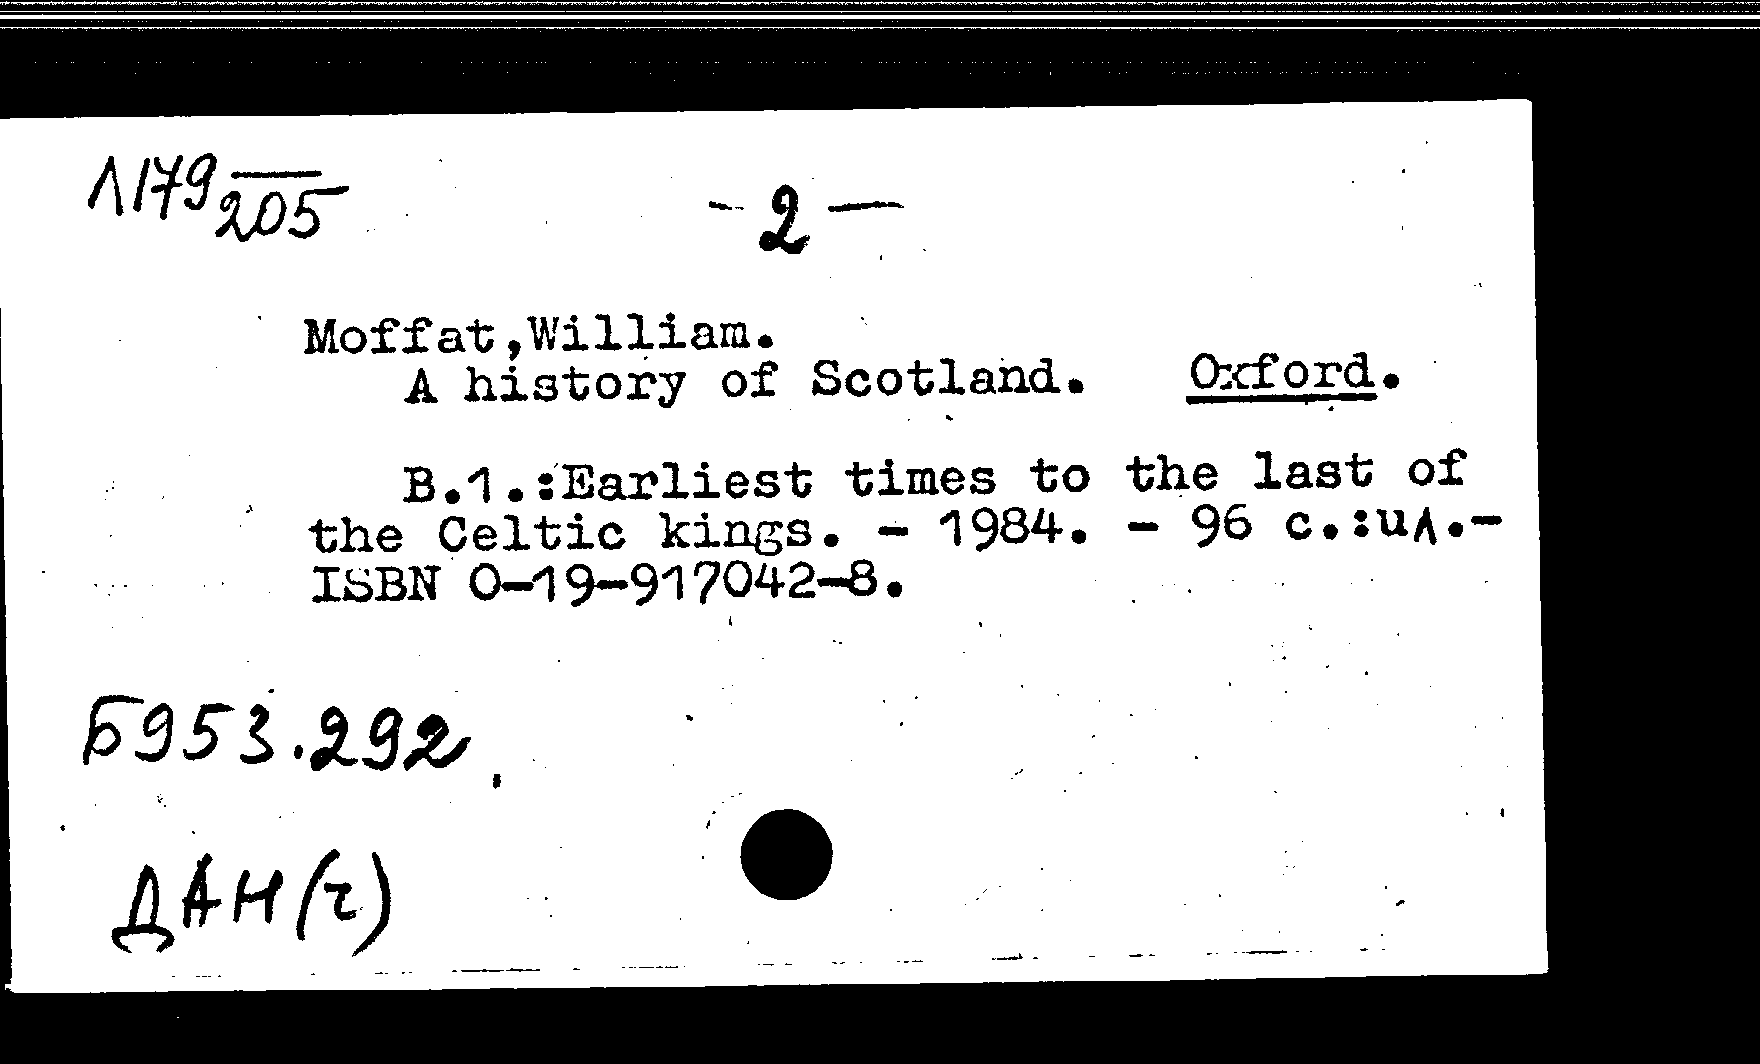 Л179 205
- 2 -
Moffat,William.
A history of Scotland. Oxford.
B.1.:Earliest times to the last of
the Celtic kings. - 1984. - 96 c.:ил.-
ISBN 0-19-917042-8.
Б953.292
ДАН(г)